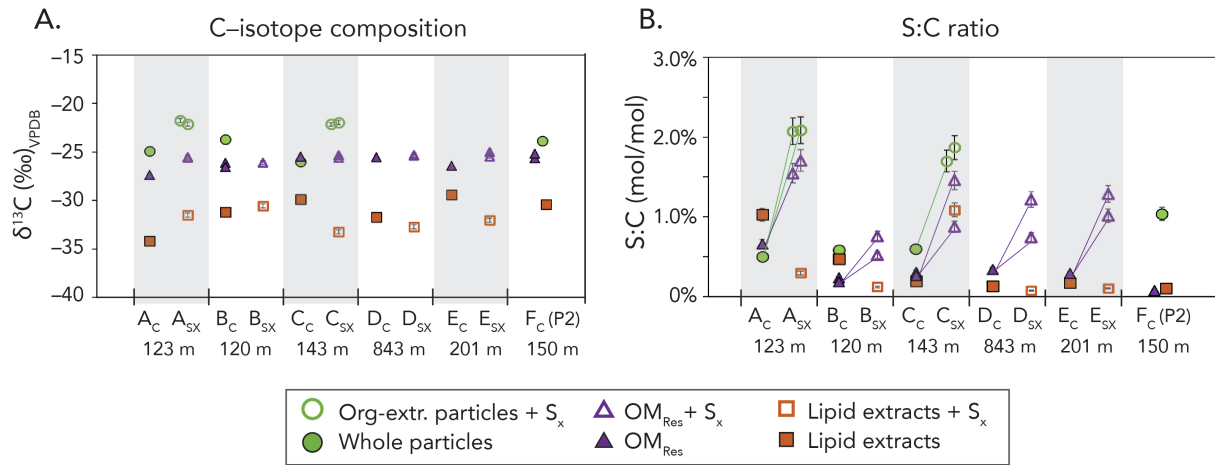 A.
C–isotope composition
δ¹³C (‰)VPDB
−15
−20
−25
−30
−35
−40
AC ASX BC BSX CC CSX DC DSX EC ESX FC (P2)
123 m 120 m 143 m 843 m 201 m 150 m
B.
S:C ratio
S:C (mol/mol)
3.0%
2.0%
1.0%
0%
AC ASX BC BSX CC CSX DC DSX EC ESX FC (P2)
123 m 120 m 143 m 843 m 201 m 150 m
Org-extr. particles + Sx OMRes + Sx Lipid extracts + Sx
Whole particles OMRes Lipid extracts